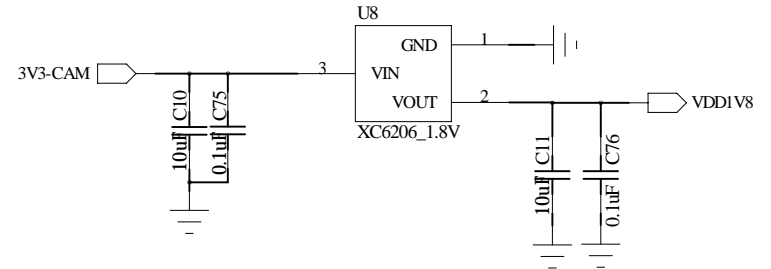 U8
GND
1
3V3-CAM
3
VIN
VOUT
2
VDD1V8
XC6206_1.8V
10uF C10
0.1uF C75
10uF C11
0.1uF C76